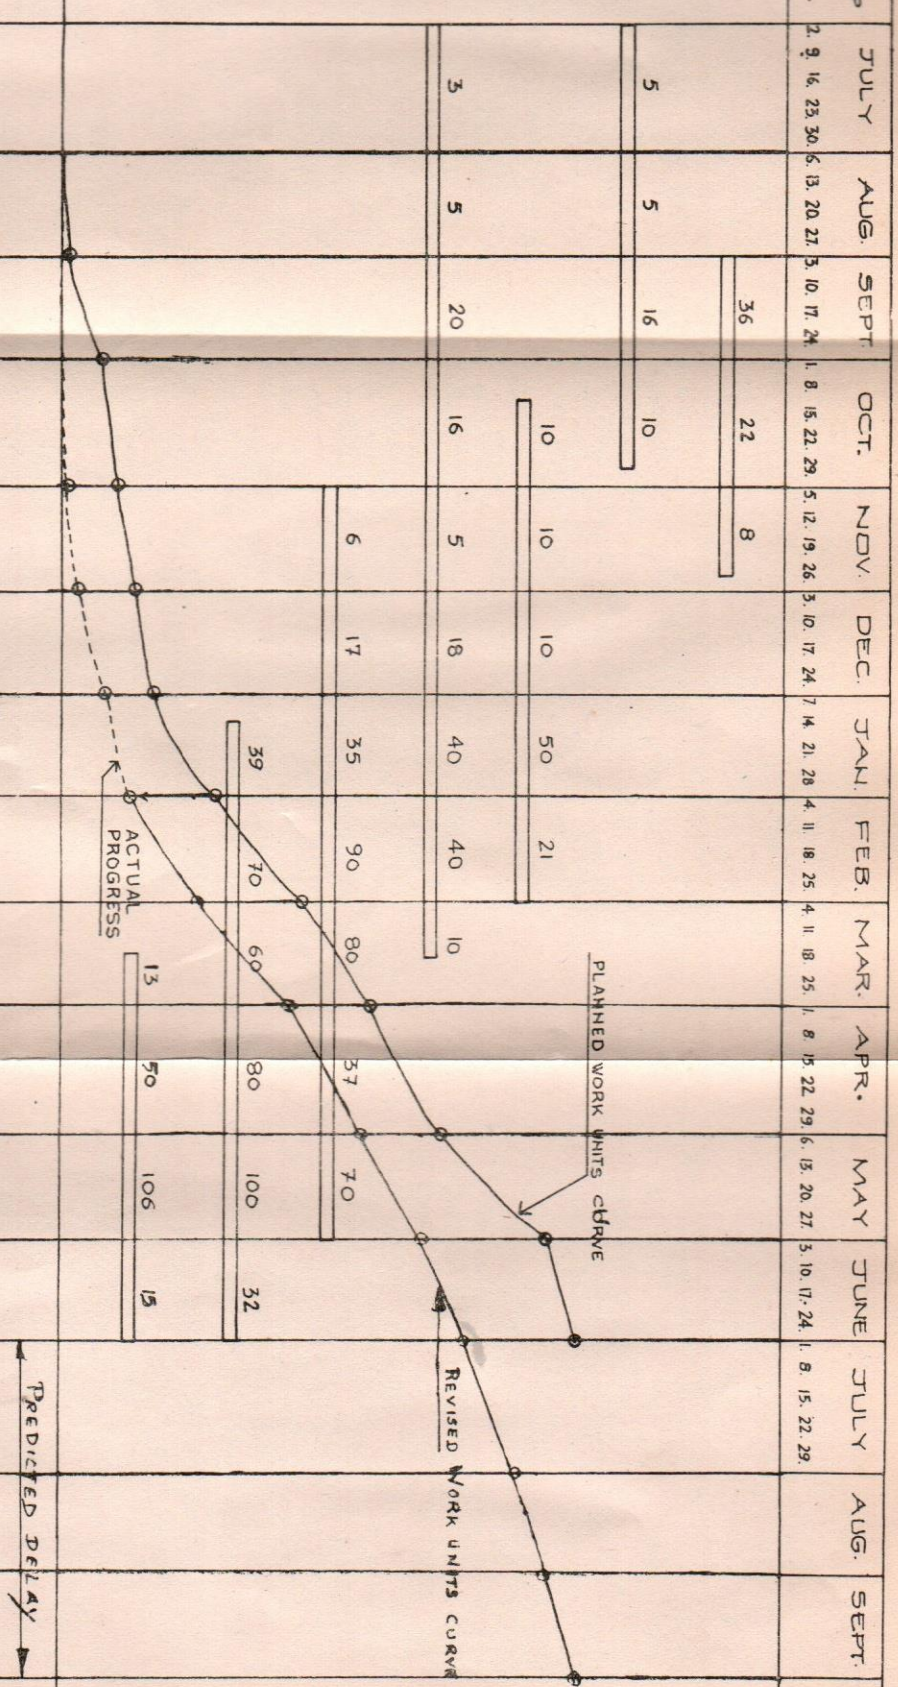 JULY AUG. SEPT. OCT. NOV. DEC. JAN. FEB. MAR. APR. MAY JUNE JULY AUG. SEPT.
2. 9. 16. 23. 30. 6. 13. 20. 27. 3. 10. 17. 24. 1. 8. 15. 22. 29. 5. 12. 19. 26. 3. 10. 17. 24. 7. 14. 21. 28 4. 11. 18. 25. 4. 11. 18. 25. 1. 8. 15. 22. 29. 6. 13. 20. 27. 3. 10. 17. 24. 1. 8. 15. 22. 29.
36 22 8
5 5 16 10
PLANNED WORK UNITS CURVE
10 10 10 50 21
3 5 20 16 5 18 40 40 10
REVISED WORK UNITS CURVE
6 17 35 90 80 37 70
39 70 60 80 100 32
13 50 106 15
ACTUAL
PROGRESS
PREDICTED DELAY